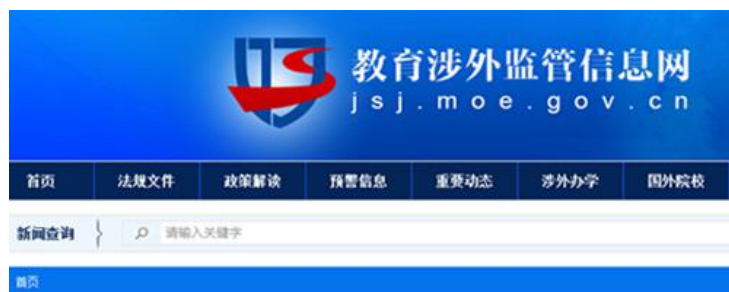 教育涉外监管信息网
jsj.moe.gov.cn
首页 法规文件 政策解读 预警信息 重要动态 涉外办学 国外院校
新闻查询 请输入关键字
首页